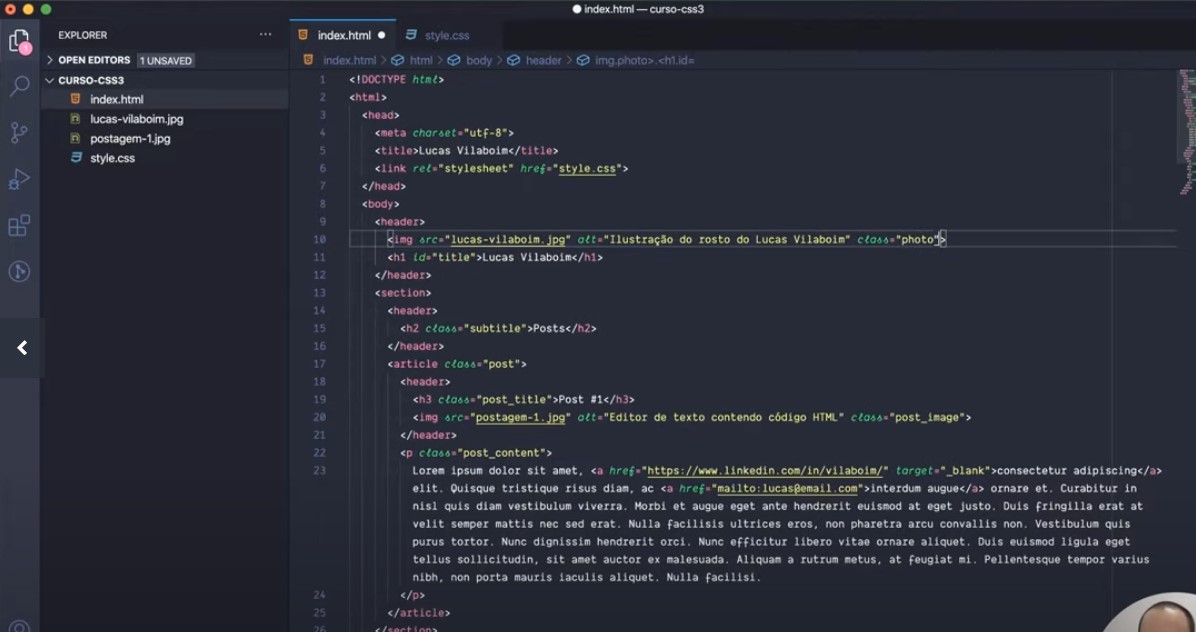 index.html — curso-css3
EXPLORER
OPEN EDITORS 1 UNSAVED
CURSO-CSS3
index.html
lucas-vilaboim.jpg
postagem-1.jpg
style.css
1
index.html
style.css
index.html > html > body > header > img.photo>.<h1.id=
1 <!DOCTYPE html>
2 <html>
3 <head>
4 <meta charset="utf-8">
5 <title>Lucas Vilaboim</title>
6 <link rel="stylesheet" href="style.css">
7 </head>
8 <body>
9 <header>
10 <img src="lucas-vilaboim.jpg" alt="Ilustração do rosto do Lucas Vilaboim" class="photo">
11 <h1 id="title">Lucas Vilaboim</h1>
12 </header>
13 <section>
14 <header>
15 <h2 class="subtitle">Posts</h2>
16 </header>
17 <article class="post">
18 <header>
19 <h3 class="post_title">Post #1</h3>
20 <img src="postagem-1.jpg" alt="Editor de texto contendo código HTML" class="post_image">
21 </header>
22 <p class="post_content">
23 Lorem ipsum dolor sit amet, <a href="https://www.linkedin.com/in/vilaboim/" target="_blank">consectetur adipiscing</a>
elit. Quisque tristique risus diam, ac <a href="mailto:lucas@email.com">interdum augue</a> ornare et. Curabitur in
nisl quis diam vestibulum viverra. Morbi et augue eget ante hendrerit euismod at eget justo. Duis fringilla erat at
velit semper mattis nec sed erat. Nulla facilisis ultrices eros, non pharetra arcu convallis non. Vestibulum quis
purus tortor. Nunc dignissim hendrerit orci. Nunc efficitur libero vitae ornare aliquet. Duis euismod ligula eget
tellus sollicitudin, sit amet auctor ex malesuada. Aliquam a rutrum metus, at feugiat mi. Pellentesque tempor varius
nibh, non porta mauris iaculis aliquet. Nulla facilisi.
24 </p>
25 </article>
26 </section>